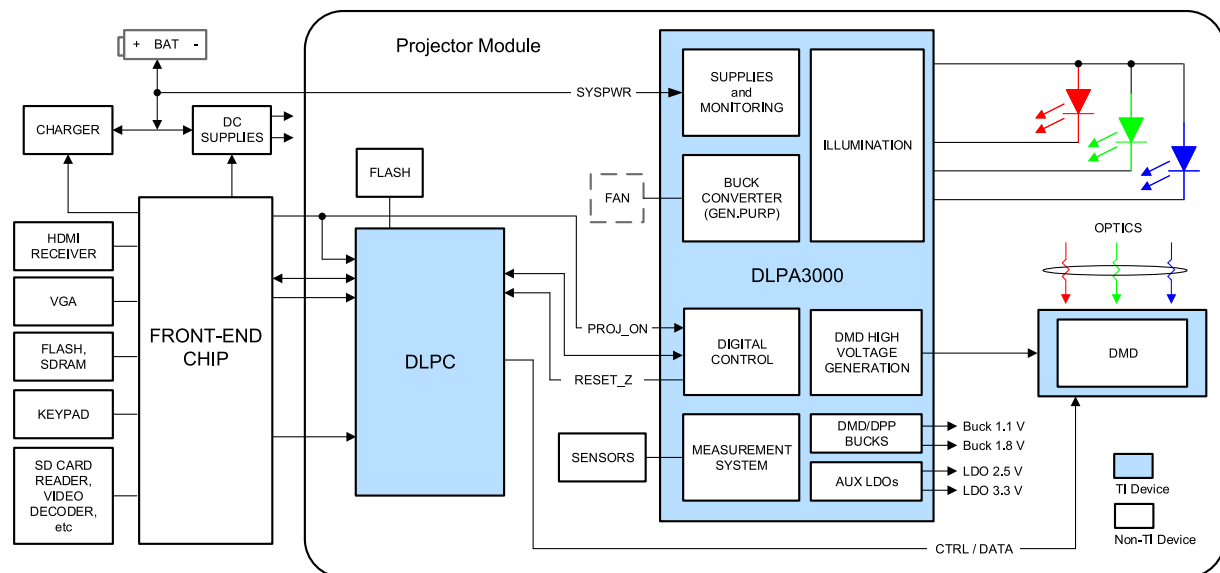 Projector Module
+ BAT -
SYSPWR
CHARGER
DC
SUPPLIES
SUPPLIES
and
MONITORING
ILLUMINATION
FLASH
FAN
BUCK
CONVERTER
(GEN.PURP)
HDMI
RECEIVER
VGA
FLASH,
SDRAM
KEYPAD
SD CARD
READER,
VIDEO
DECODER,
etc
FRONT-END
CHIP
DLPC
DLPA3000
PROJ_ON
RESET_Z
DIGITAL
CONTROL
DMD HIGH
VOLTAGE
GENERATION
OPTICS
DMD
SENSORS
MEASUREMENT
SYSTEM
DMD/DPP
BUCKS
AUX LDOs
Buck 1.1 V
Buck 1.8 V
LDO 2.5 V
LDO 3.3 V
CTRL / DATA
TI Device
Non-TI Device